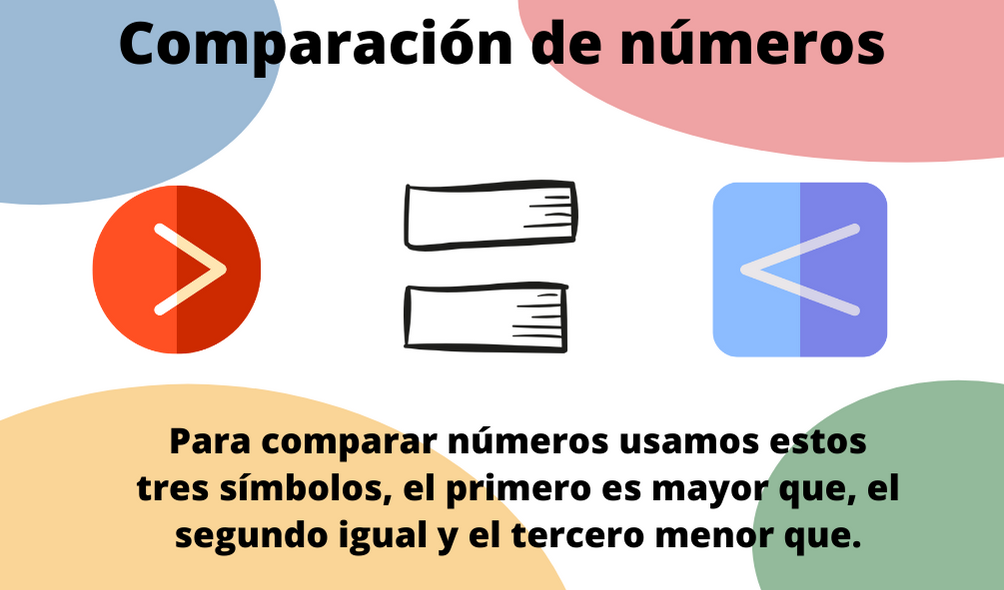 Comparación de números
>
=
<
Para comparar números usamos estos
tres símbolos, el primero es mayor que, el
segundo igual y el tercero menor que.